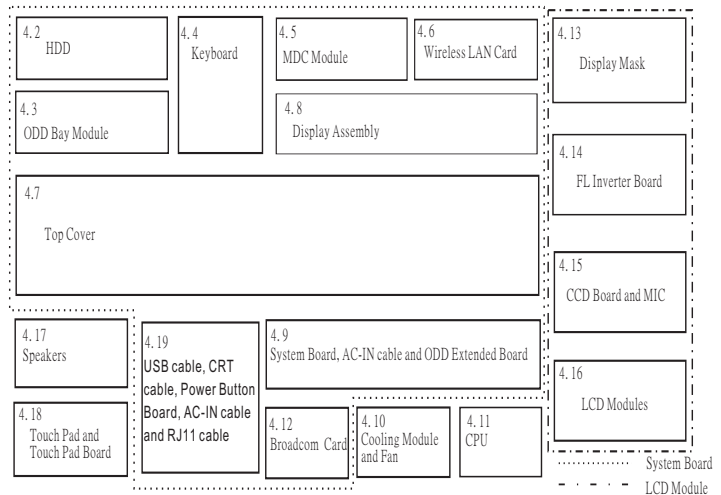 4.2
HDD
4.4
Keyboard
4.5
MDC Module
4.6
Wireless LAN Card
4.13
Display Mask
4.3
ODD Bay Module
4.8
Display Assembly
4.14
FL Inverter Board
4.7
Top Cover
4.15
CCD Board and MIC
4.17
Speakers
4.19
USB cable, CRT
cable, Power Button
Board, AC-IN cable
and RJ11 cable
4.9
System Board, AC-IN cable and ODD Extended Board
4.16
LCD Modules
4.18
Touch Pad and
Touch Pad Board
4.12
Broadcom Card
4.10
Cooling Module
and Fan
4.11
CPU
System Board
LCD Module